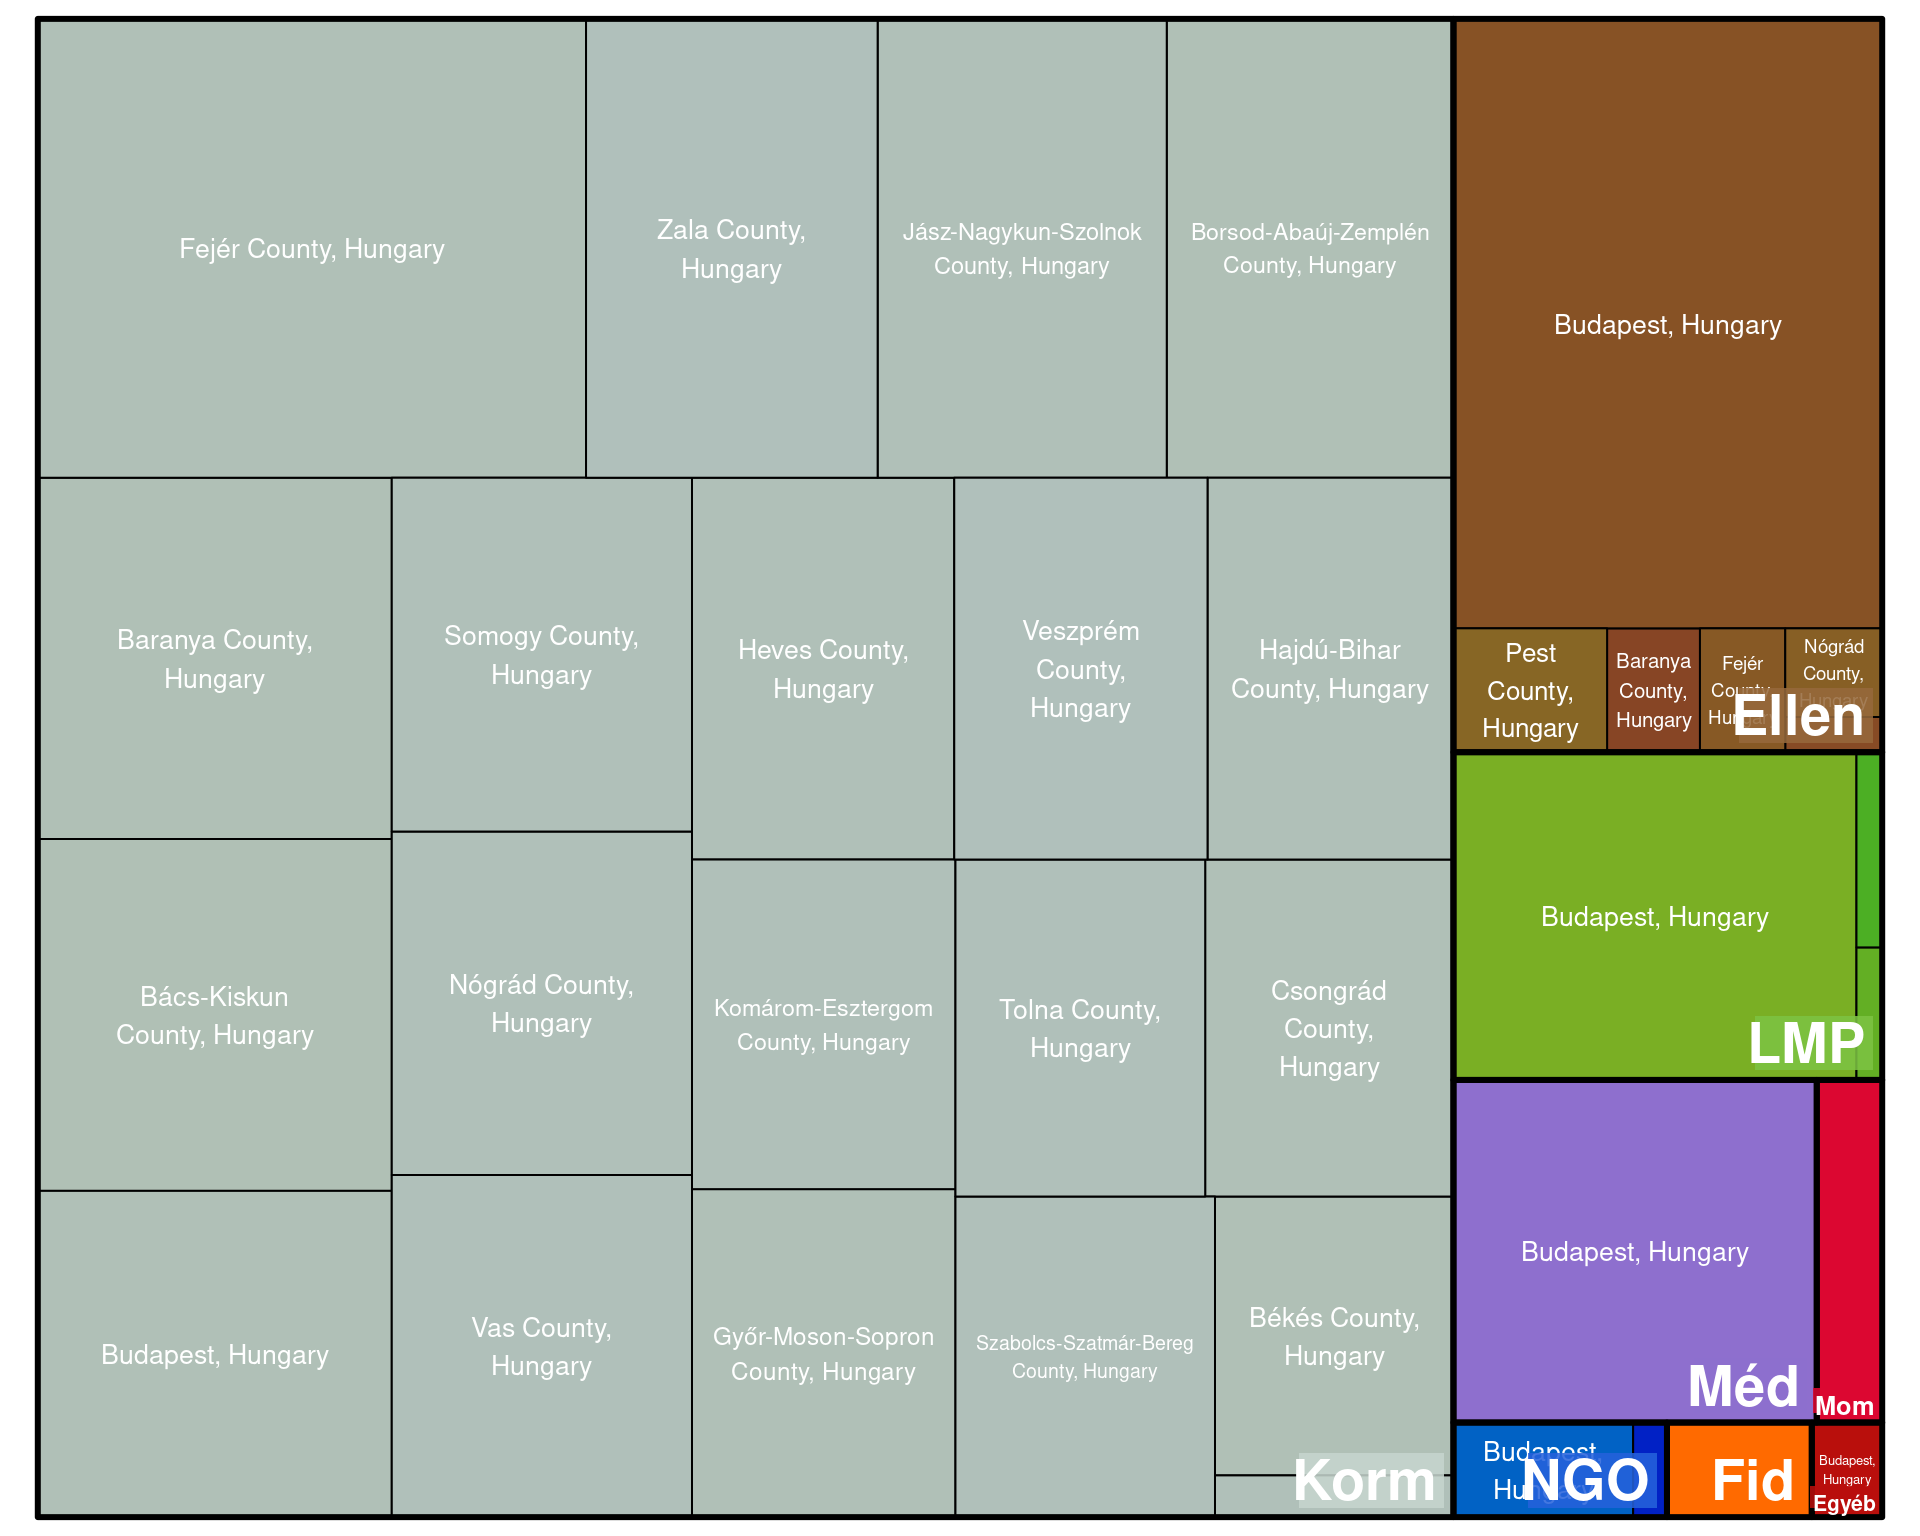 Fejér County, Hungary
Zala County,
Hungary
Jász-Nagykun-Szolnok
County, Hungary
Borsod-Abaúj-Zemplén
County, Hungary
Budapest, Hungary
Baranya County,
Hungary
Somogy County,
Hungary
Heves County,
Hungary
Veszprém
County,
Hungary
Hajdú-Bihar
County, Hungary
Pest
County,
Hungary
Baranya
County,
Hungary
Fejér
County,
Hungary
Nógrád
County,
Hungary
Ellen
Budapest, Hungary
LMP
Bács-Kiskun
County, Hungary
Nógrád County,
Hungary
Komárom-Esztergom
County, Hungary
Tolna County,
Hungary
Csongrád
County,
Hungary
Budapest, Hungary
Vas County,
Hungary
Győr-Moson-Sopron
County, Hungary
Szabolcs-Szatmár-Bereg
County, Hungary
Békés County,
Hungary
Korm
Budapest, Hungary
Méd
Mom
Budapest,
Hungary
NGO
Fid
Budapest,
Hungary
Egyéb